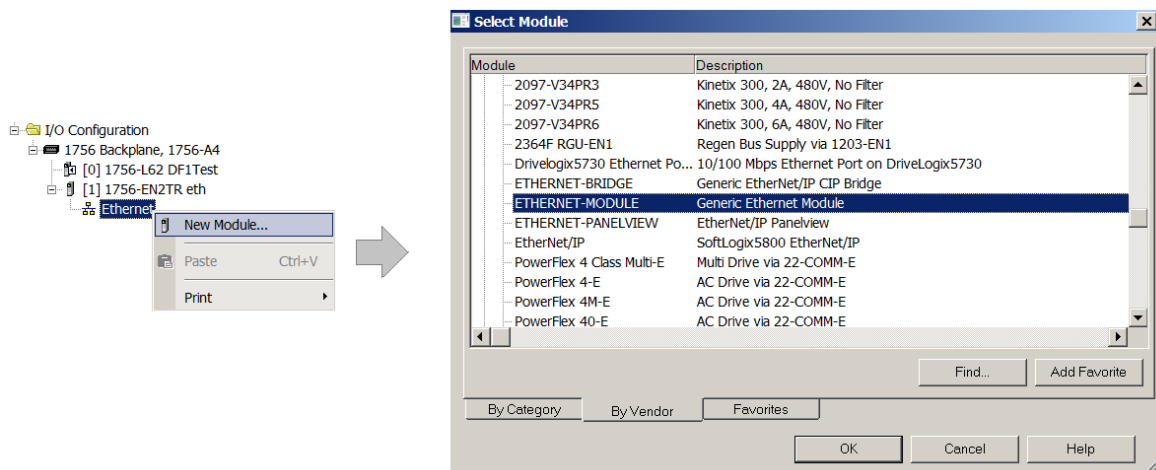 I/O Configuration
1756 Backplane, 1756-A4
[0] 1756-L62 DF1Test
[1] 1756-EN2TR eth
Ethernet
New Module...
Paste Ctrl+V
Print
Select Module
Module Description
2097-V34PR3 Kinetix 300, 2A, 480V, No Filter
2097-V34PR5 Kinetix 300, 4A, 480V, No Filter
2097-V34PR6 Kinetix 300, 6A, 480V, No Filter
2364F RGU-EN1 Regen Bus Supply via 1203-EN1
Drivelogix5730 Ethernet Po... 10/100 Mbps Ethernet Port on DriveLogix5730
ETHERNET-BRIDGE Generic EtherNet/IP CIP Bridge
ETHERNET-MODULE Generic Ethernet Module
ETHERNET-PANELVIEW EtherNet/IP Panelview
EtherNet/IP SoftLogix5800 EtherNet/IP
PowerFlex 4 Class Multi-E Multi Drive via 22-COMM-E
PowerFlex 4-E AC Drive via 22-COMM-E
PowerFlex 4M-E AC Drive via 22-COMM-E
PowerFlex 40-E AC Drive via 22-COMM-E
Find... Add Favorite
By Category By Vendor Favorites
OK Cancel Help